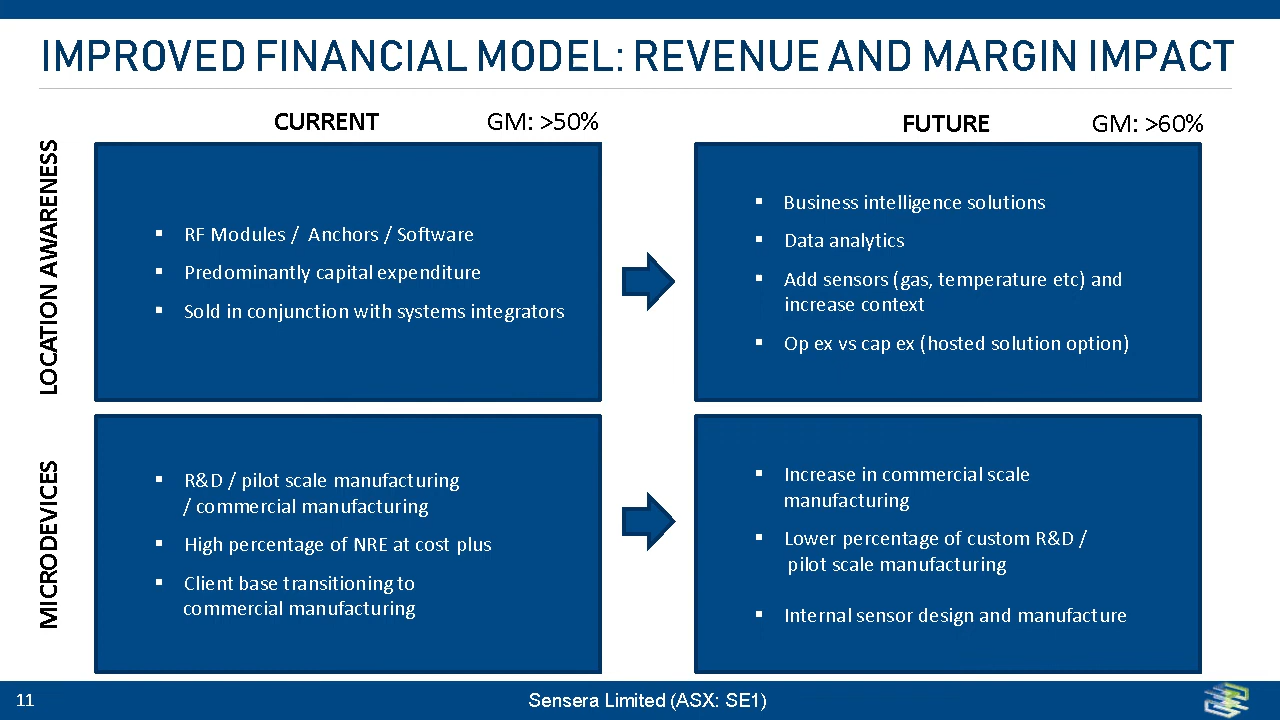 IMPROVED FINANCIAL MODEL: REVENUE AND MARGIN IMPACT
CURRENT
GM: >50%
FUTURE
GM: >60%
LOCATION AWARENESS
▪ RF Modules / Anchors / Software
▪ Predominantly capital expenditure
▪ Sold in conjunction with systems integrators
▪ Business intelligence solutions
▪ Data analytics
▪ Add sensors (gas, temperature etc) and
increase context
▪ Op ex vs cap ex (hosted solution option)
MICRODEVICES
▪ R&D / pilot scale manufacturing
/ commercial manufacturing
▪ High percentage of NRE at cost plus
▪ Client base transitioning to
commercial manufacturing
▪ Increase in commercial scale
manufacturing
▪ Lower percentage of custom R&D /
pilot scale manufacturing
▪ Internal sensor design and manufacture
11
Sensera Limited (ASX: SE1)